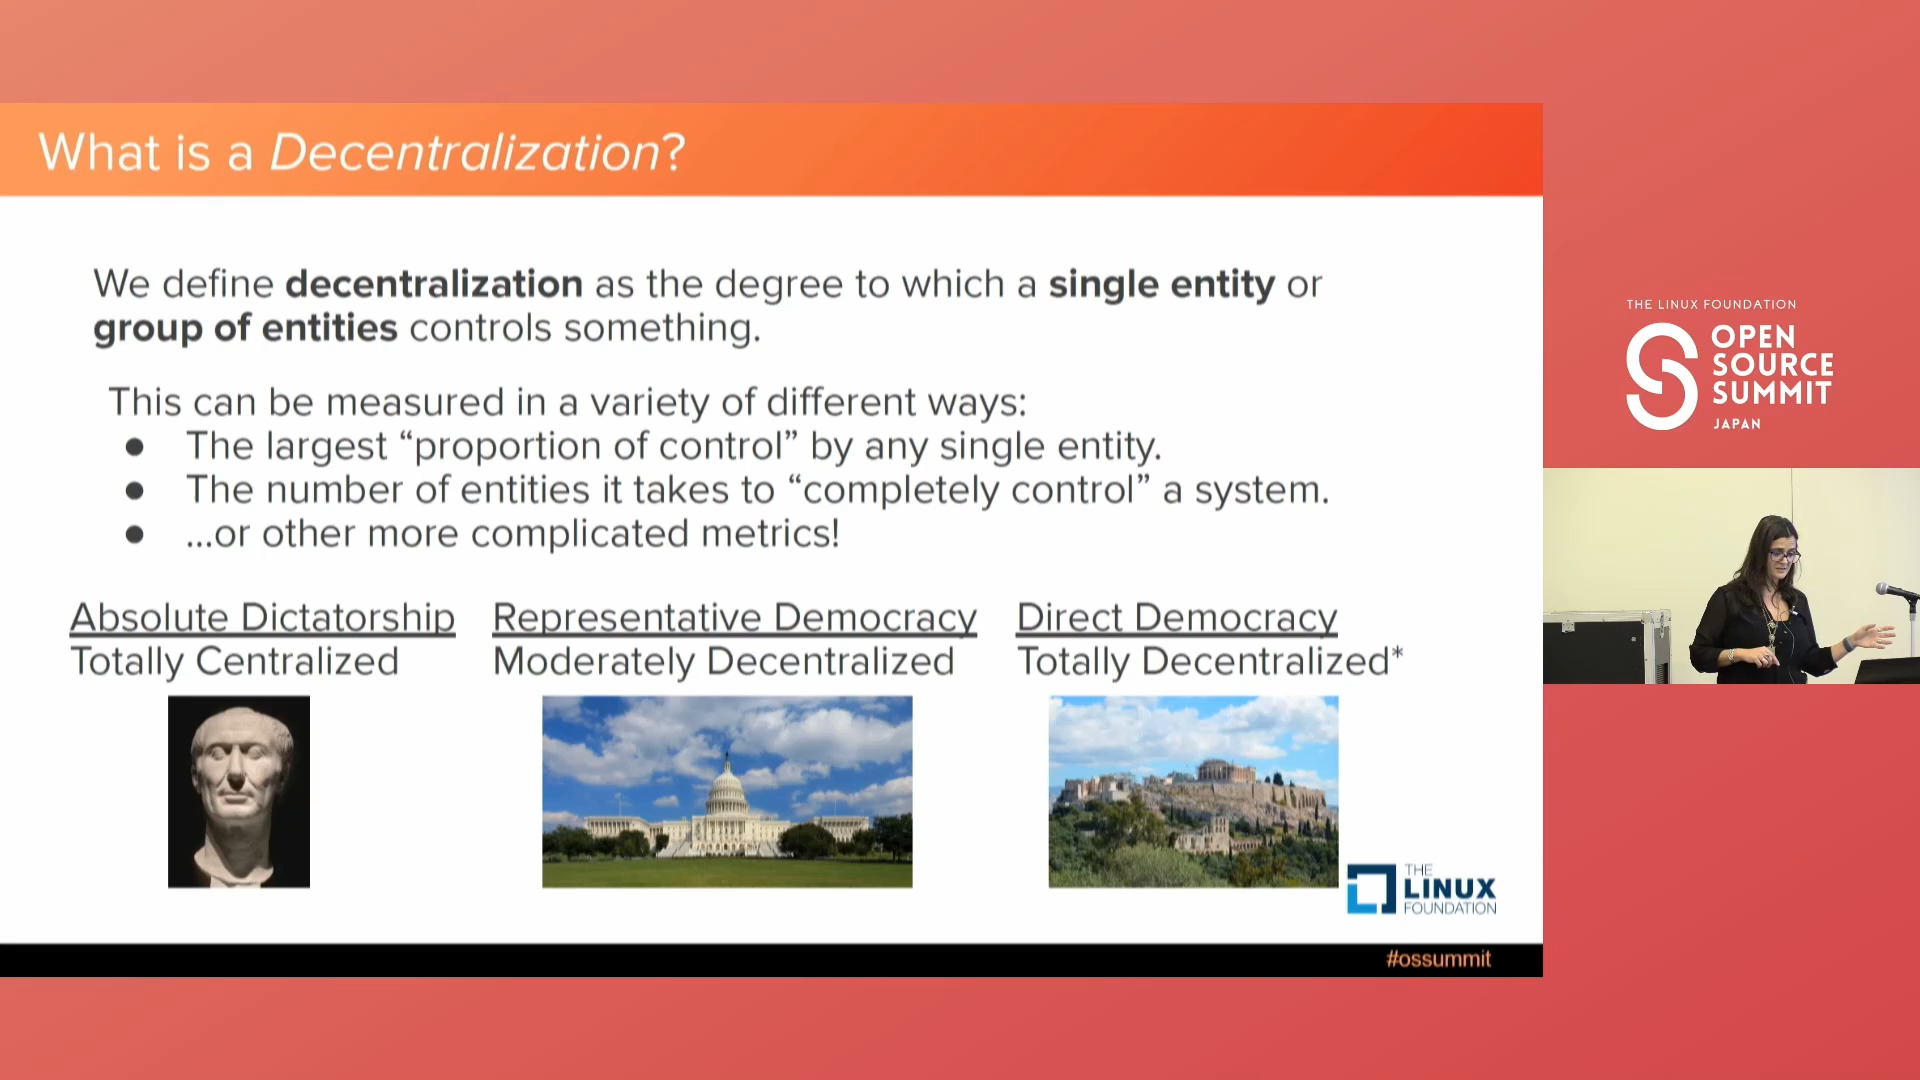 What is a Decentralization?
We define decentralization as the degree to which a single entity or
group of entities controls something.
This can be measured in a variety of different ways:
● The largest “proportion of control” by any single entity.
● The number of entities it takes to “completely control” a system.
● ...or other more complicated metrics!
Absolute Dictatorship
Totally Centralized
Representative Democracy
Moderately Decentralized
Direct Democracy
Totally Decentralized*
THE
LINUX
FOUNDATION
#ossummit
THE LINUX FOUNDATION
OPEN
SOURCE
SUMMIT
JAPAN